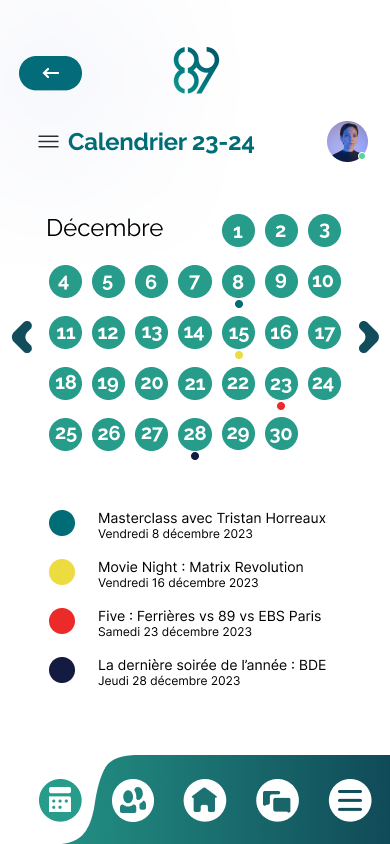 89
Calendrier 23-24
Décembre 1 2 3
4 5 6 7 8 9 10
11 12 13 14 15 16 17
18 19 20 21 22 23 24
25 26 27 28 29 30
Masterclass avec Tristan Horreaux
Vendredi 8 décembre 2023
Movie Night : Matrix Revolution
Vendredi 16 décembre 2023
Five : Ferrières vs 89 vs EBS Paris
Samedi 23 décembre 2023
La dernière soirée de l’année : BDE
Jeudi 28 décembre 2023